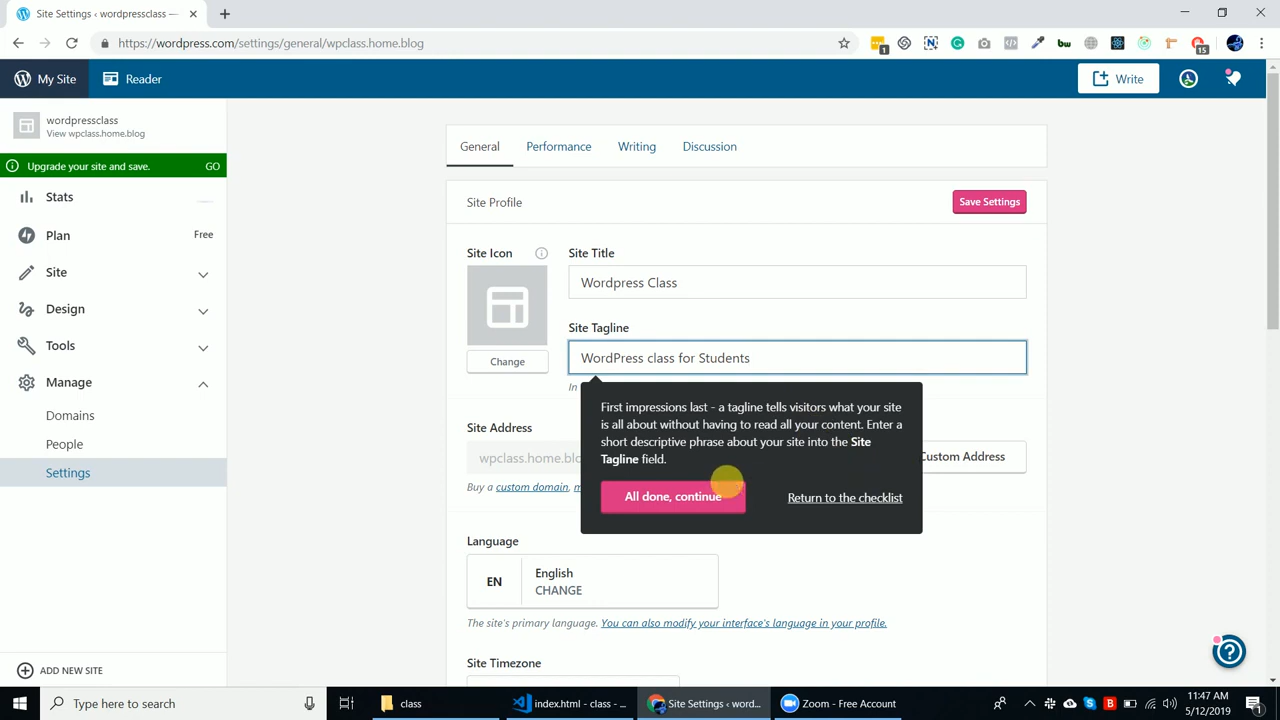 Site Settings ‹ wordpressclass —
https://wordpress.com/settings/general/wpclass.home.blog
1
bw
15
My Site
Reader
Write
wordpressclass
View wpclass.home.blog
Upgrade your site and save.
GO
Stats
Plan
Free
Site
Design
Tools
Manage
Domains
People
Settings
ADD NEW SITE
General
Performance
Writing
Discussion
Site Profile
Save Settings
Site Icon
Change
Site Title
Wordpress Class
Site Tagline
WordPress class for Students
In
First impressions last - a tagline tells visitors what your site
is all about without having to read all your content. Enter a
short descriptive phrase about your site into the Site
Tagline field.
All done, continue
Return to the checklist
Site Address
wpclass.home.blo
Custom Address
Buy a custom domain,
Language
EN
English
CHANGE
The site's primary language. You can also modify your interface's language in your profile.
Site Timezone
Type here to search
class
index.html - class - ...
Site Settings ‹ word...
Zoom - Free Account
11:47 AM
5/12/2019